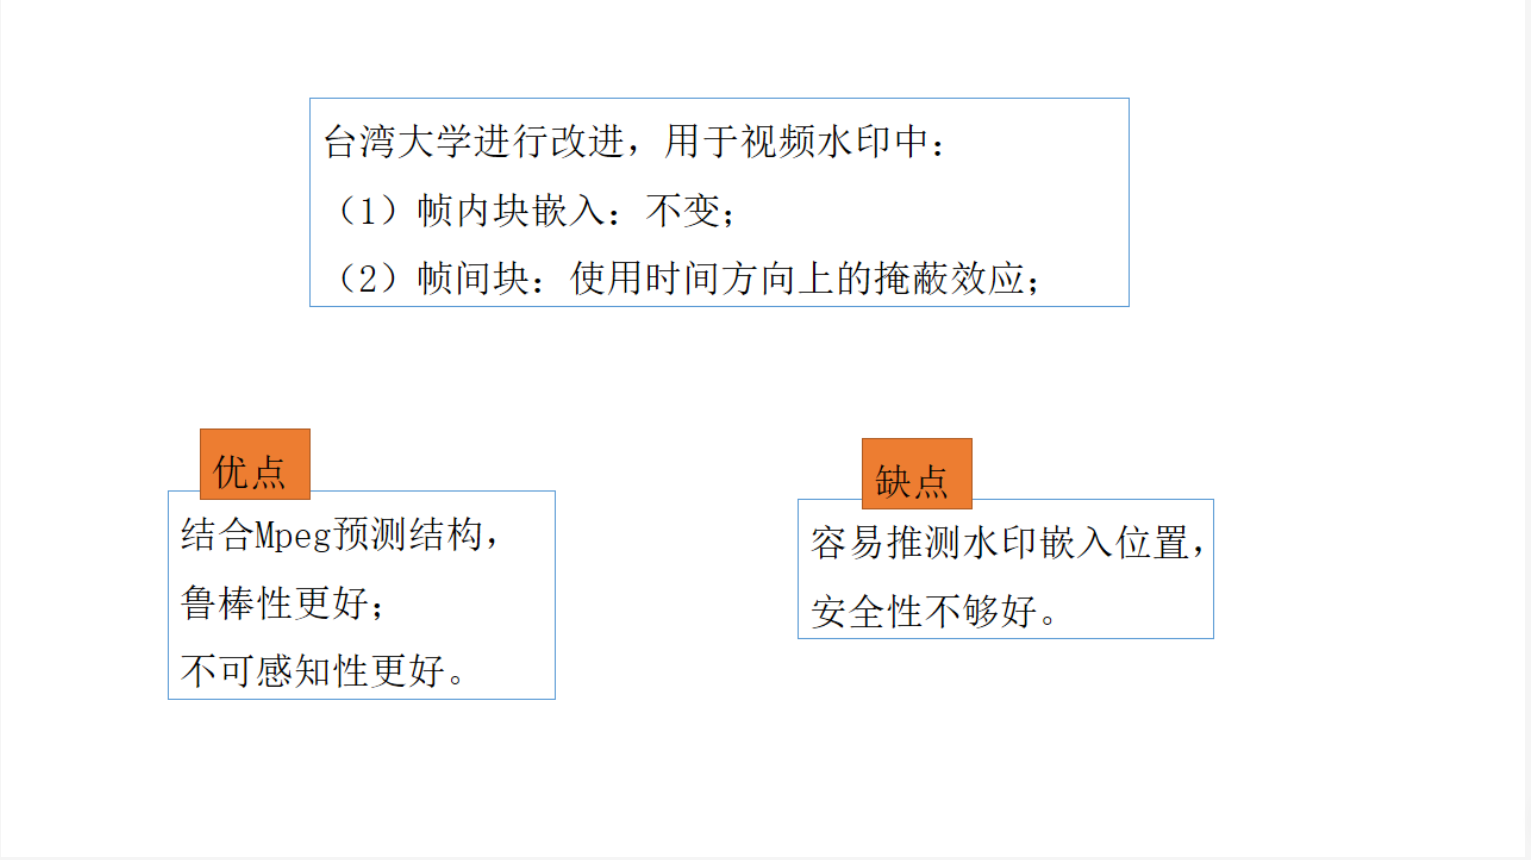 台湾大学进行改进，用于视频水印中：
（1）帧内块嵌入：不变；
（2）帧间块：使用时间方向上的掩蔽效应；
优点
结合Mpeg预测结构，
鲁棒性更好；
不可感知性更好。
缺点
容易推测水印嵌入位置，
安全性不够好。